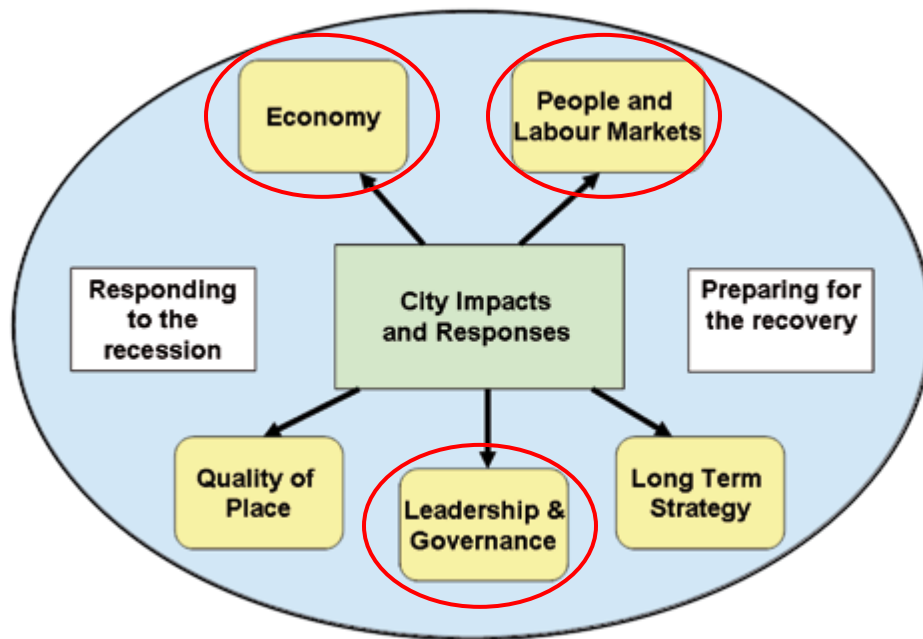 Economy
People and
Labour Markets
Responding
to the
recession
City Impacts
and Responses
Preparing for
the recovery
Quality of
Place
Leadership &
Governance
Long Term
Strategy